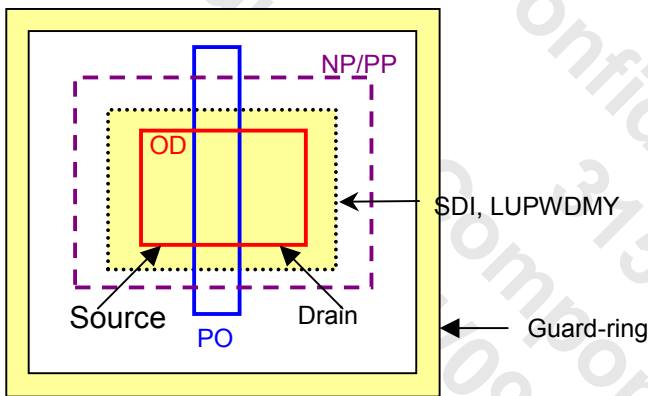 NP/PP
OD
SDI, LUPWDMY
Source
Drain
PO
Guard-ring